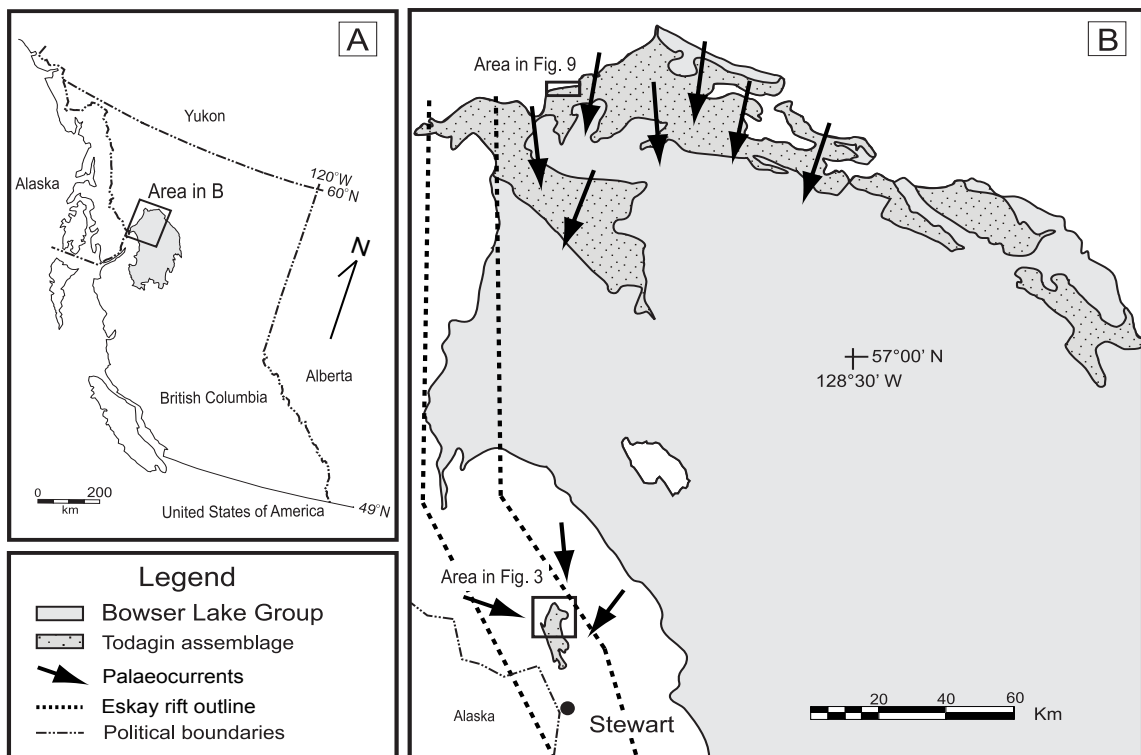 A
Yukon
Alaska
120°W
60°N
Area in B
N
Alberta
British Columbia
0 200
km
United States of America
49°N
Legend
Bowser Lake Group
Todagin assemblage
Palaeocurrents
Eskay rift outline
Political boundaries
B
Area in Fig. 9
57°00' N
128°30' W
Area in Fig. 3
Alaska
Stewart
20 40 60
Km